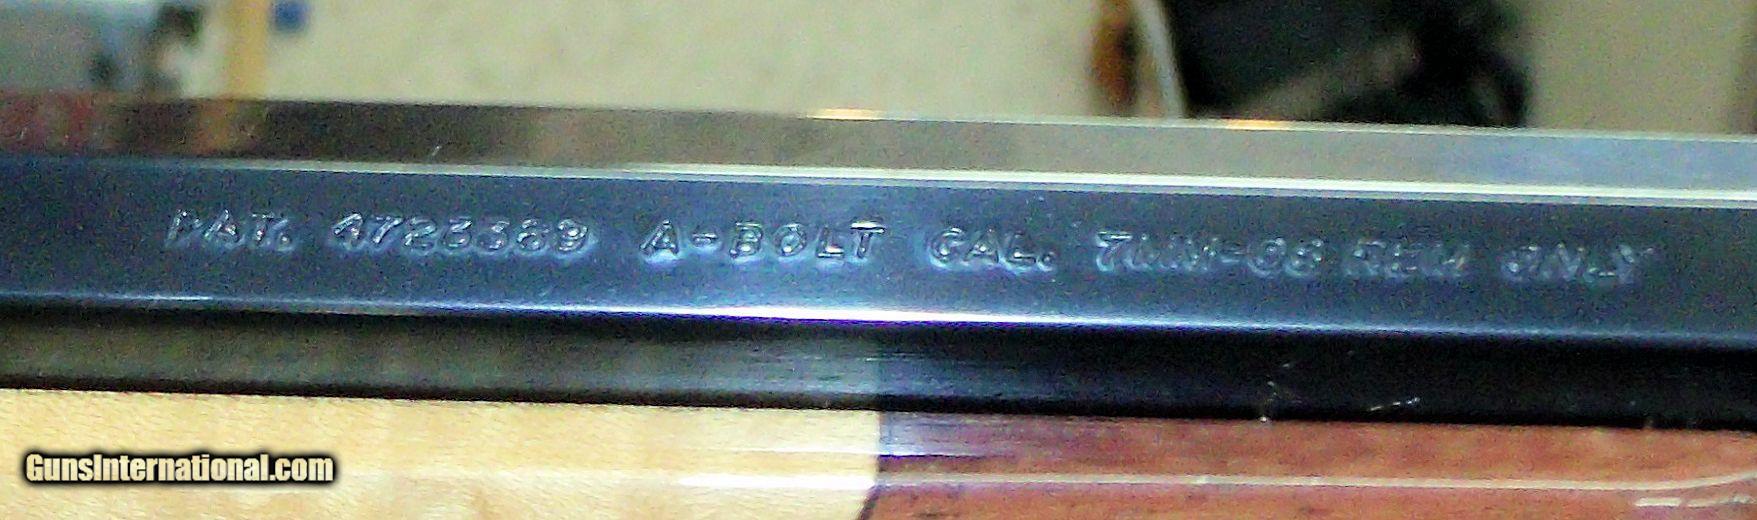 PAT. 4723369 A-BOLT CAL. 7MM-08 REM ONLY
GunsInternational.com